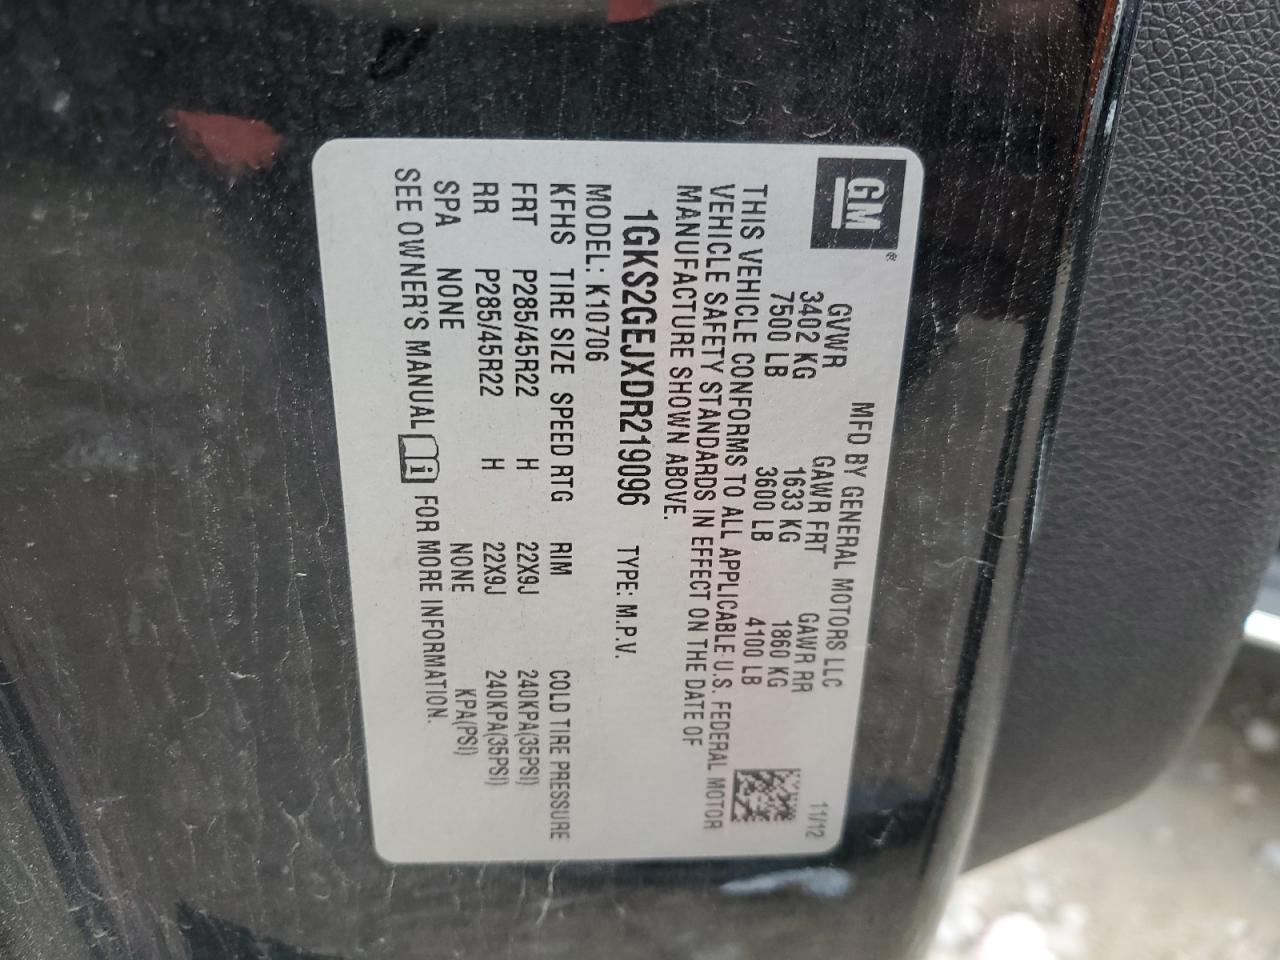 GM®
MFD BY GENERAL MOTORS LLC
11/12
GVWR GAWR FRT GAWR RR
3402 KG 1633 KG 1860 KG
7500 LB 3600 LB 4100 LB
THIS VEHICLE CONFORMS TO ALL APPLICABLE U.S. FEDERAL MOTOR
VEHICLE SAFETY STANDARDS IN EFFECT ON THE DATE OF
MANUFACTURE SHOWN ABOVE.
1GKS2GEJXDR219096 TYPE: M.P.V.
MODEL: K10706
KFHS TIRE SIZE SPEED RTG RIM COLD TIRE PRESSURE
FRT P285/45R22 H 22X9J 240KPA(35PSI)
RR P285/45R22 H 22X9J 240KPA(35PSI)
SPA NONE NONE KPA(PSI)
SEE OWNER'S MANUAL FOR MORE INFORMATION.